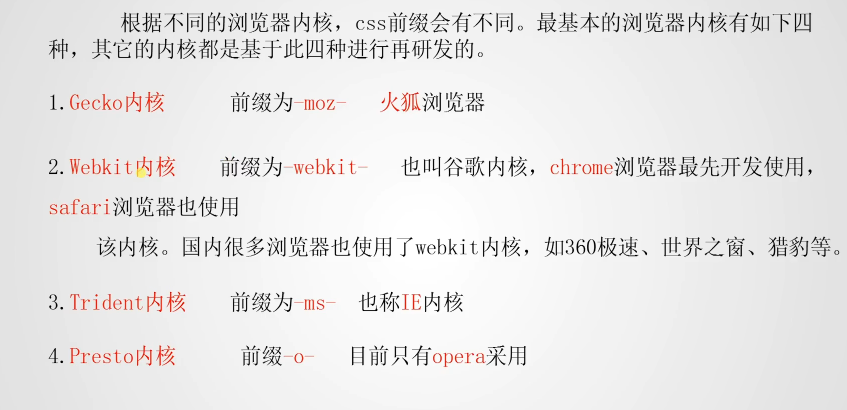 根据不同的浏览器内核，css前缀会有不同。最基本的浏览器内核有如下四
种，其它的内核都是基于此四种进行再研发的。
1.Gecko内核 前缀为-moz- 火狐浏览器
2.Webkit内核 前缀为-webkit- 也叫谷歌内核，chrome浏览器最先开发使用，
safari浏览器也使用
该内核。国内很多浏览器也使用了webkit内核，如360极速、世界之窗、猎豹等。
3.Trident内核 前缀为-ms- 也称IE内核
4.Presto内核 前缀-o- 目前只有opera采用